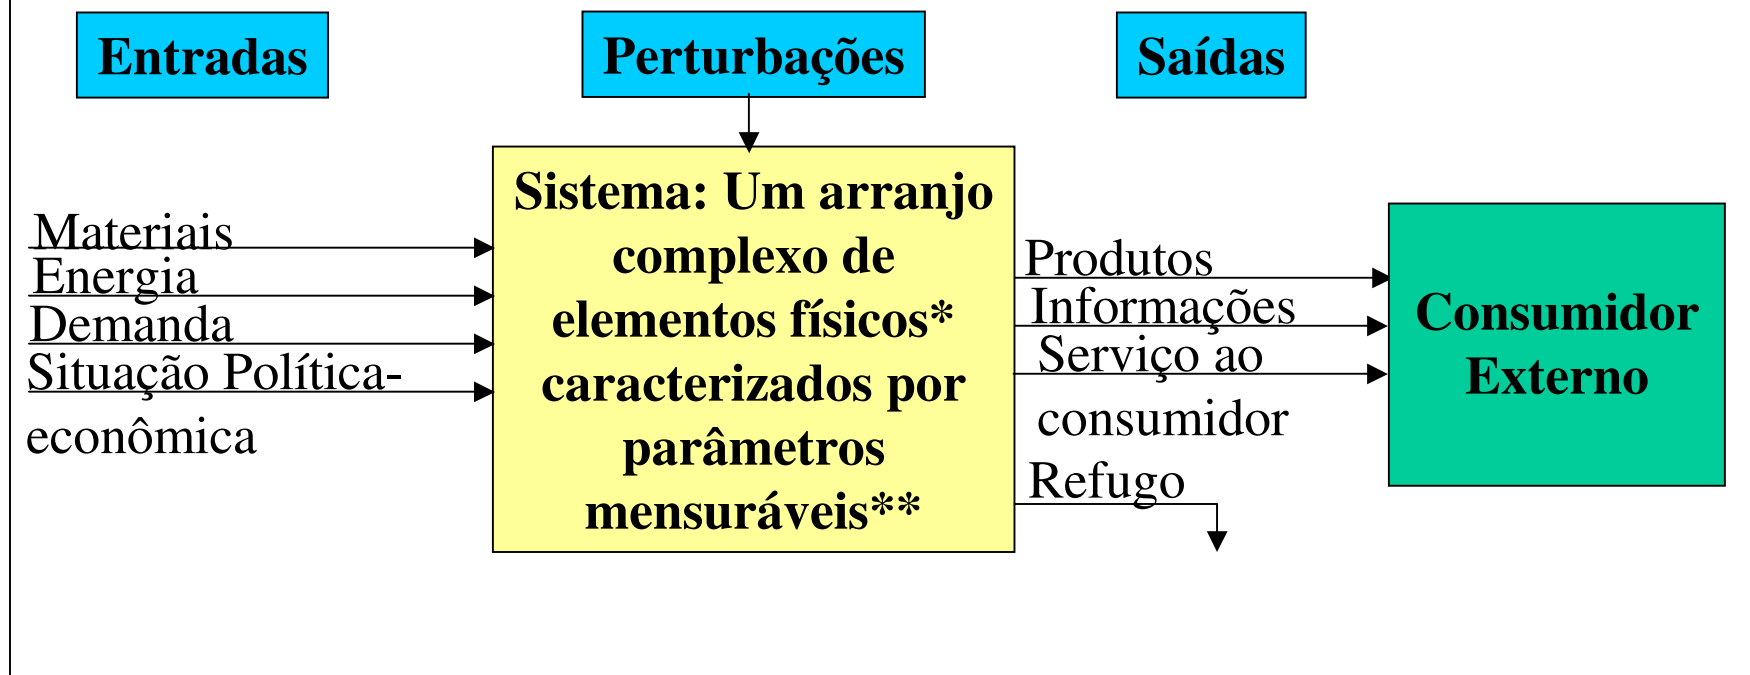 Entradas
Perturbações
Saídas
Materiais
Energia
Demanda
Situação Política-
econômica
Sistema: Um arranjo
complexo de
elementos físicos*
caracterizados por
parâmetros
mensuráveis**
Produtos
Informações
Serviço ao
consumidor
Refugo
Consumidor
Externo